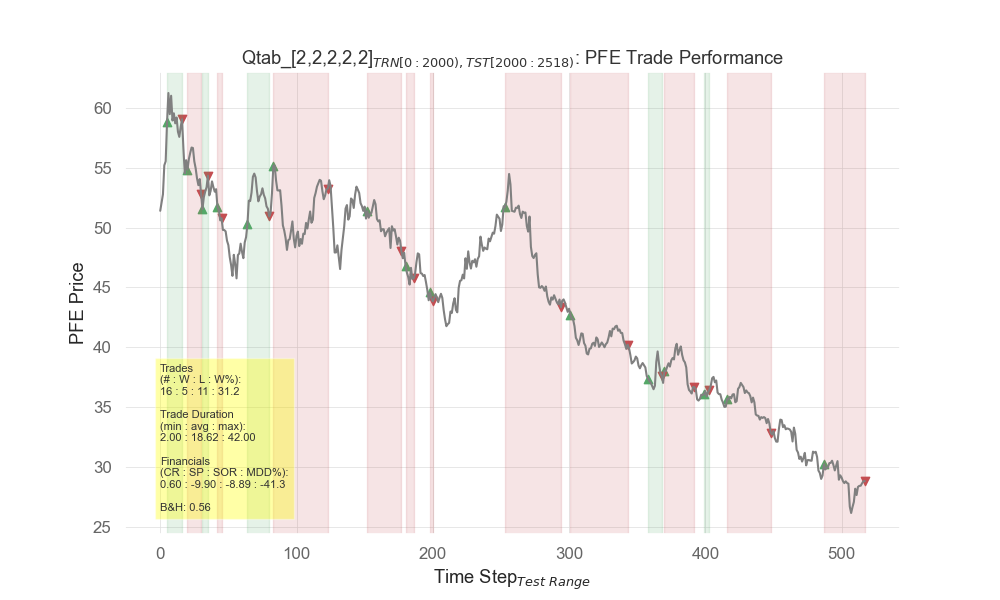 Qtab_[2,2,2,2,2]TRN[0 : 2000), TST[2000 : 2518): PFE Trade Performance
PFE Price
60
55
50
45
40
35
30
25
Trades
(# : W : L : W%):
16 : 5 : 11 : 31.2
Trade Duration
(min : avg : max):
2.00 : 18.62 : 42.00
Financials
(CR : SP : SOR : MDD%):
0.60 : -9.90 : -8.89 : -41.3
B&H: 0.56
0 100 200 300 400 500
Time StepTest Range